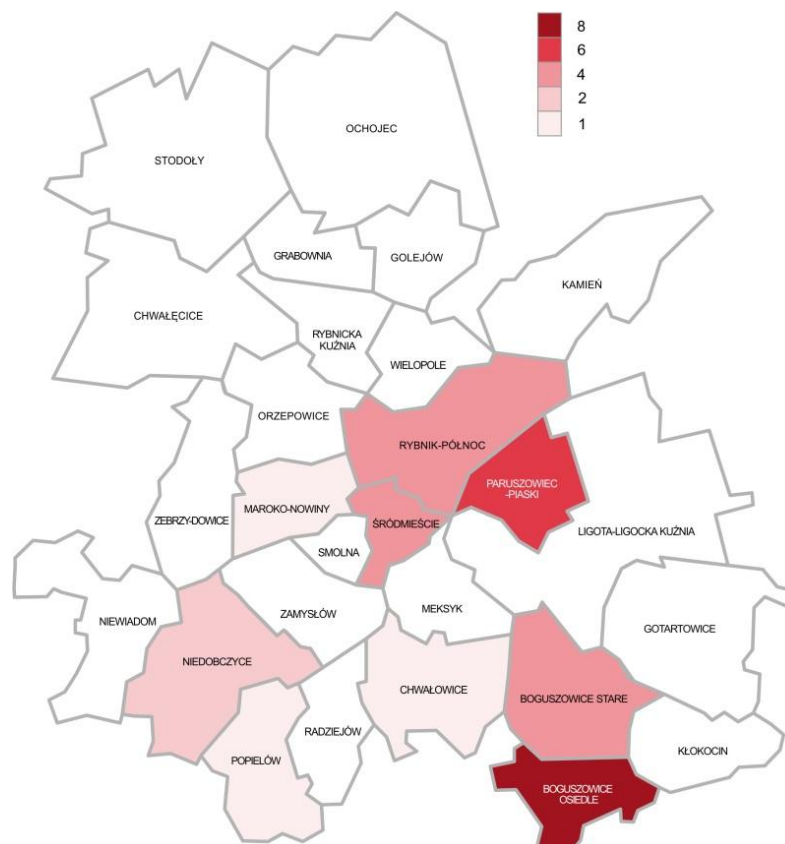 8
6
4
2
1
OCHOJEC
STODOŁY
GRABOWNIA
GOLEJÓW
KAMIEŃ
CHWAŁĘCICE
RYBNICKA
KUŹNIA
WIELOPOLE
ORZEPOWICE
RYBNIK-PÓŁNOC
PARUSZOWIEC
-PIASKI
MAROKO-NOWINY
ZEBRZY-DOWICE
ŚRÓDMIEŚCIE
LIGOTA-LIGOCKA KUŹNIA
SMOLNA
NIEWIADOM
ZAMYSŁÓW
MEKSYK
GOTARTOWICE
NIEDOBCZYCE
CHWAŁOWICE
BOGUSZOWICE STARE
RADZIEJÓW
KŁOKOCIN
POPIELÓW
BOGUSZOWICE
OSIEDLE